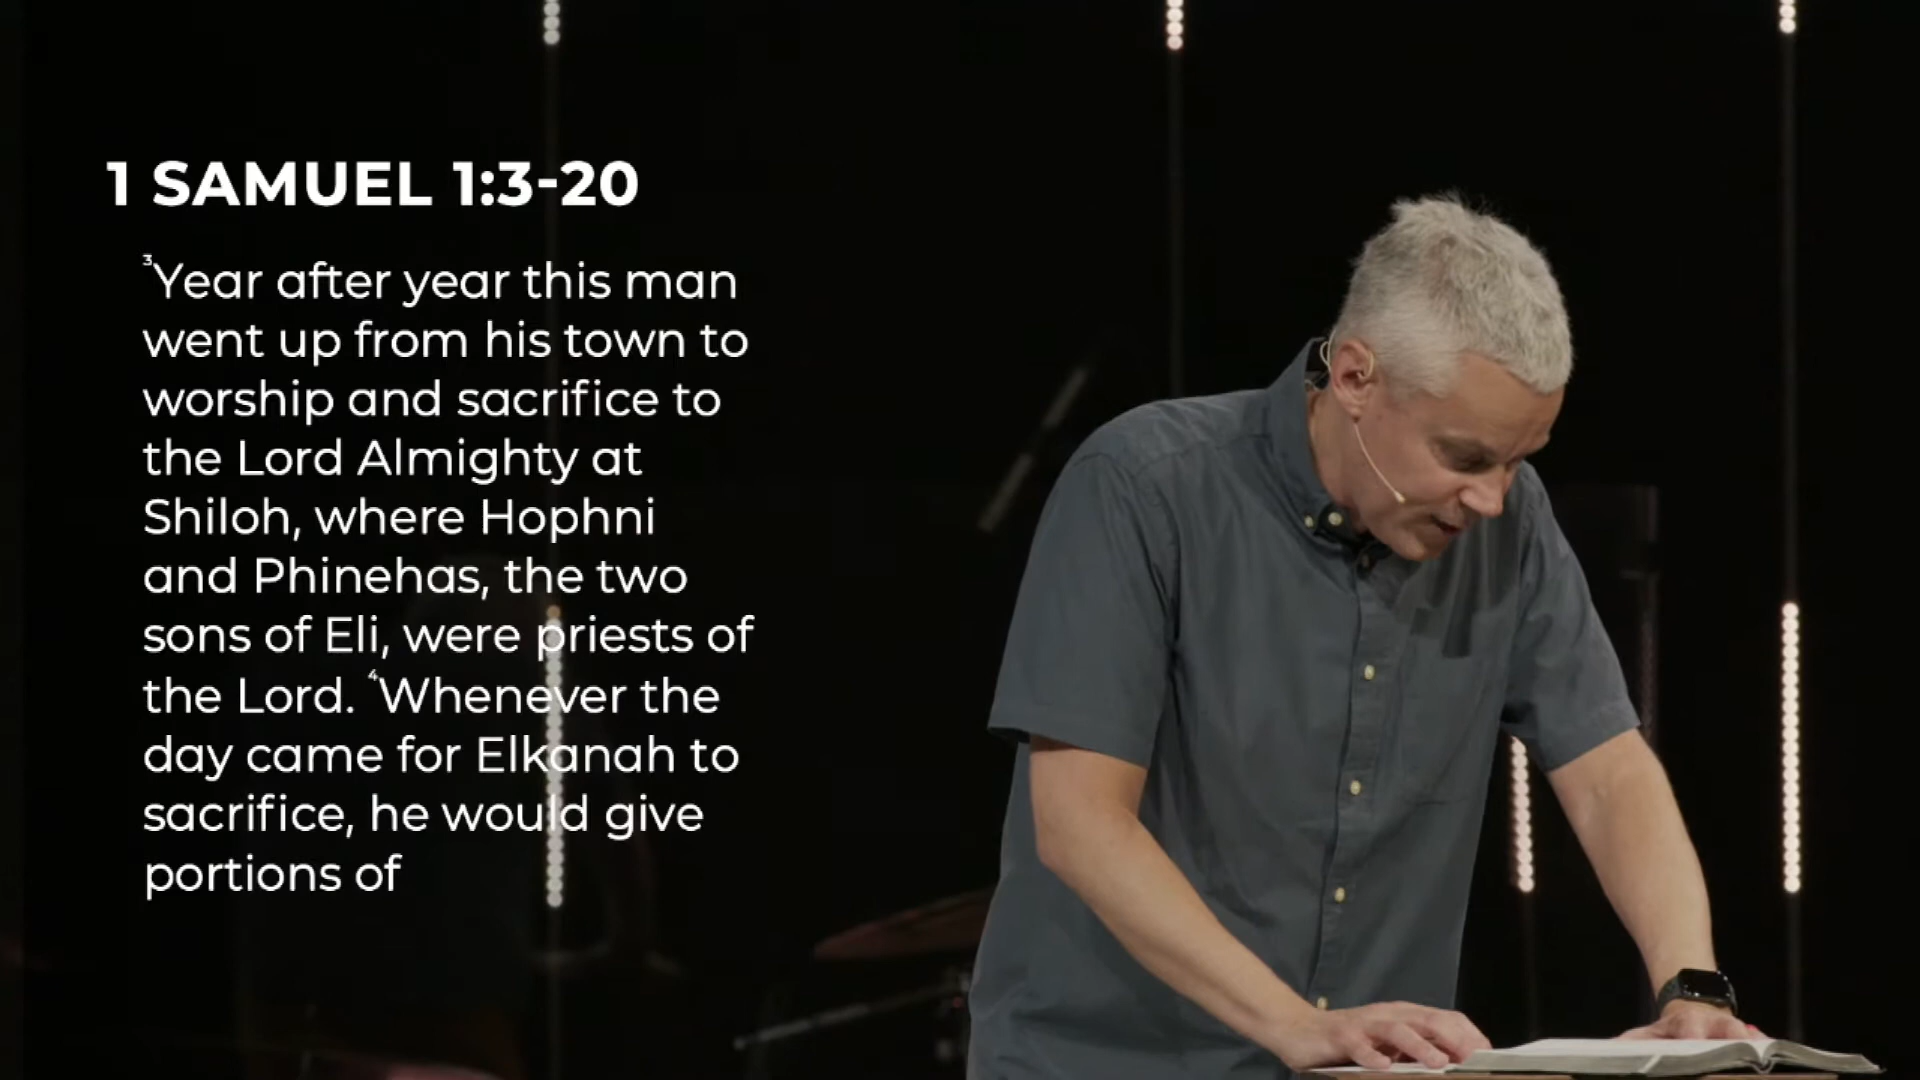 1 SAMUEL 1:3-20
³Year after year this man
went up from his town to
worship and sacrifice to
the Lord Almighty at
Shiloh, where Hophni
and Phinehas, the two
sons of Eli, were priests of
the Lord. ⁴Whenever the
day came for Elkanah to
sacrifice, he would give
portions of